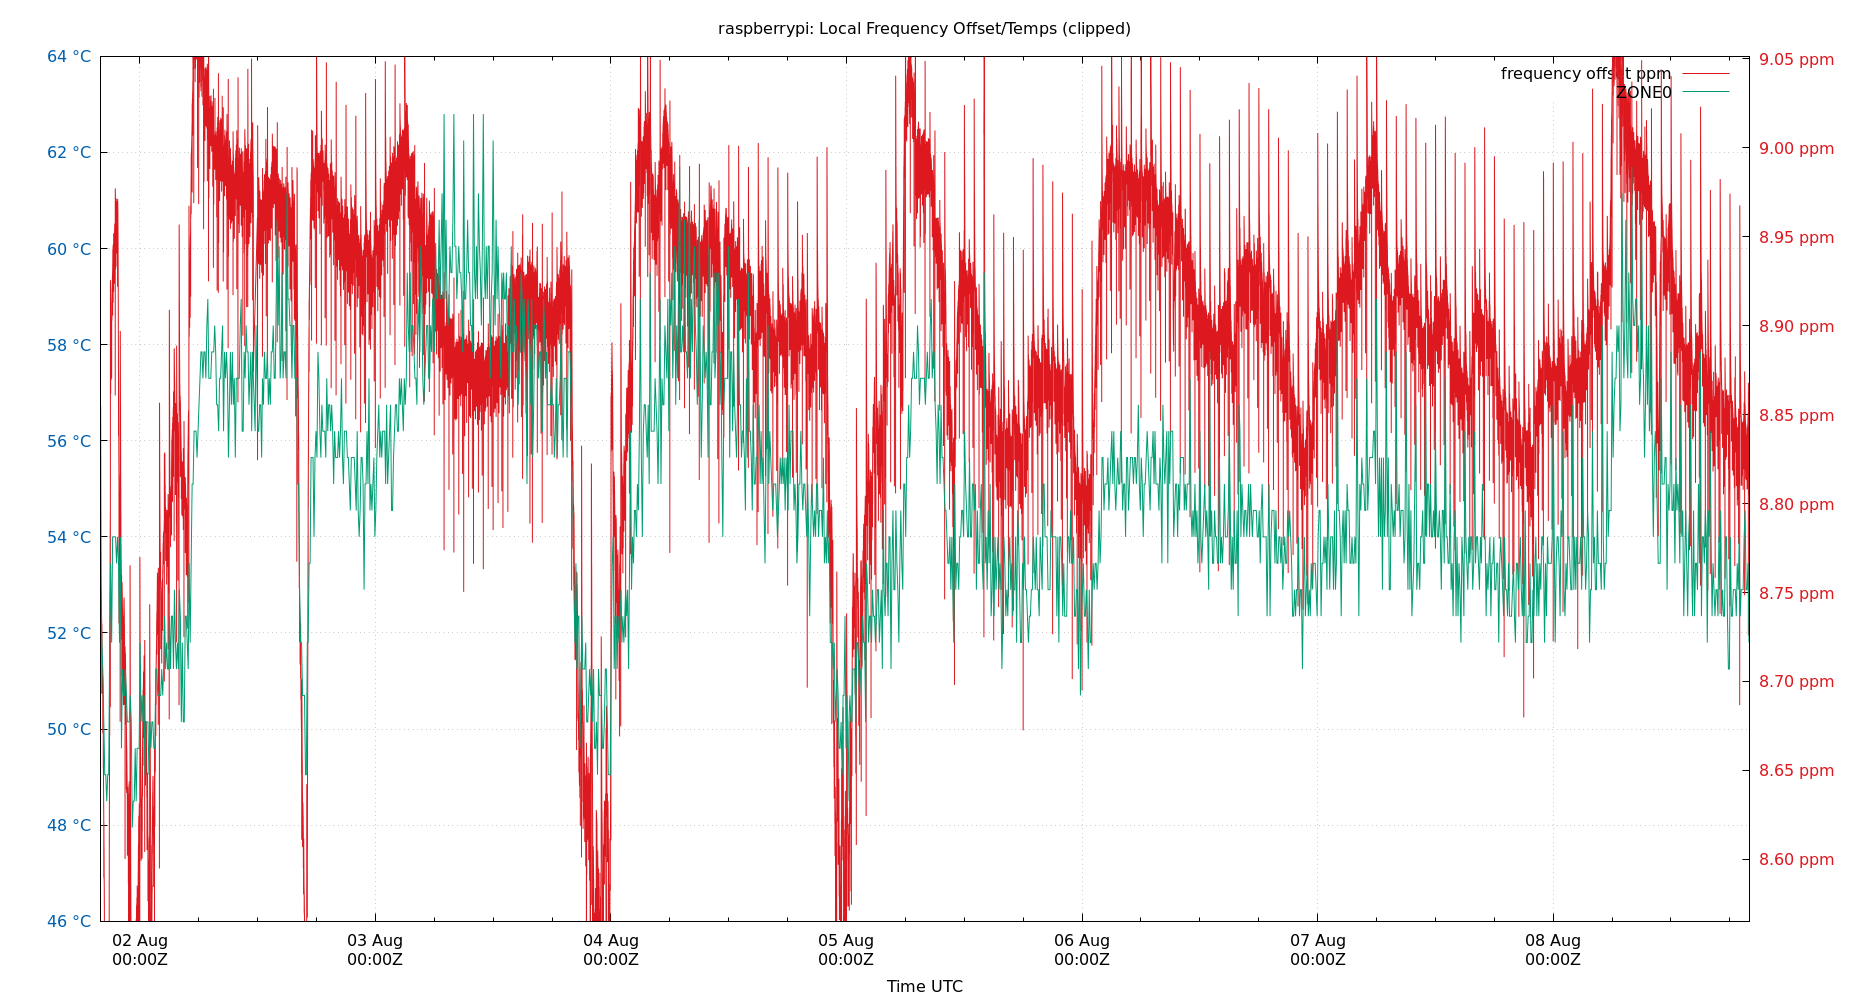 raspberrypi: Local Frequency Offset/Temps (clipped)
64 °C
62 °C
60 °C
58 °C
56 °C
54 °C
52 °C
50 °C
48 °C
46 °C
9.05 ppm
9.00 ppm
8.95 ppm
8.90 ppm
8.85 ppm
8.80 ppm
8.75 ppm
8.70 ppm
8.65 ppm
8.60 ppm
frequency offset ppm
ZONE0
02 Aug
00:00Z
03 Aug
00:00Z
04 Aug
00:00Z
05 Aug
00:00Z
06 Aug
00:00Z
07 Aug
00:00Z
08 Aug
00:00Z
Time UTC